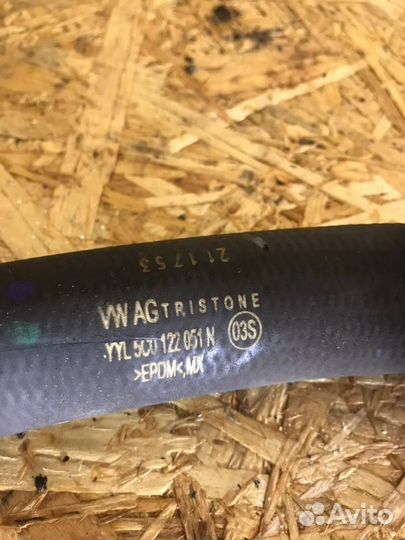 211753
VW AG TRISTONE
YYL 5C0 122 051 N 03S
>EPDM<,MX
Avito